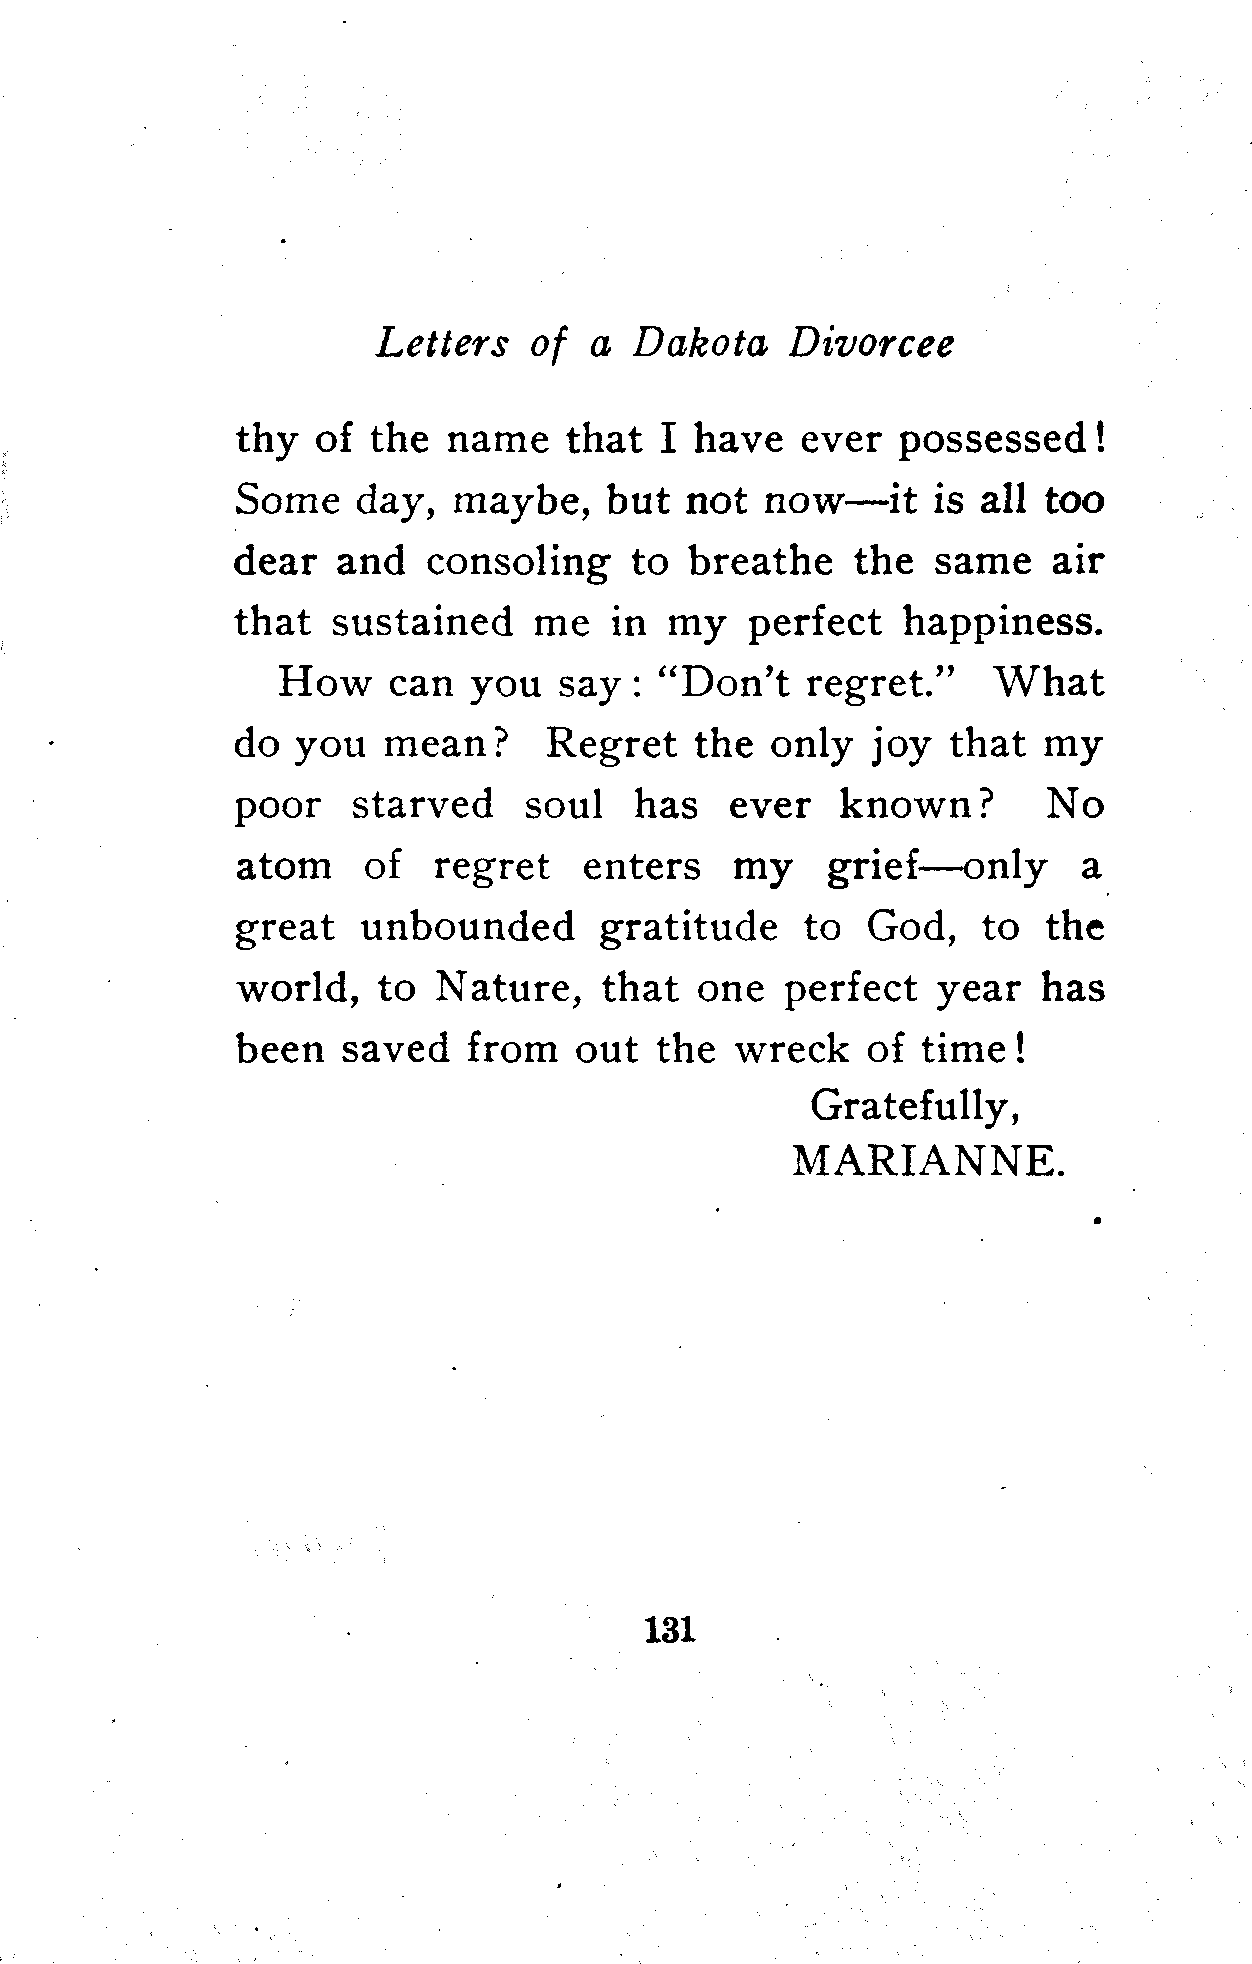 Letters of a Dakota Divorcee
thy of the name that I have ever possessed!
Some day, maybe, but not now—it is all too
dear and consoling to breathe the same air
that sustained me in my perfect happiness.
How can you say: "Don't regret." What
do you mean? Regret the only joy that my
poor starved soul has ever known? No
atom of regret enters my grief—only a
great unbounded gratitude to God, to the
world, to Nature, that one perfect year has
been saved from out the wreck of time!
Gratefully,
MARIANNE.
131